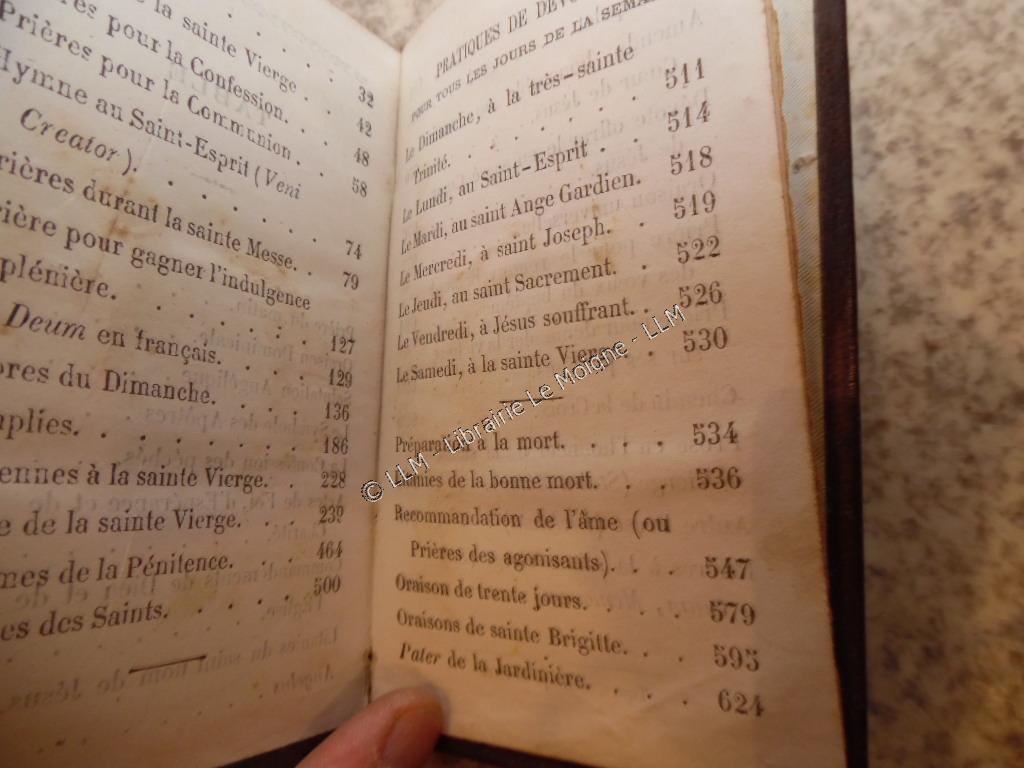 sainte Vierge . 32
Prières pour la Confession. 42
Prières pour la Communion . 48
Hymne au Saint-Esprit (Veni
Creator). . . . 58
Prières durant la sainte Messe. . 74
pour gagner l'indulgence 79
plénière. . . . . . . 127
Deum en français. . . . 129
du Dimanche. . . . . 136
. . . . . . . 186
à la sainte Vierge. . 228
de la sainte Vierge. . . 239
de la Pénitence. . . 464
des Saints. . . . . 500
PRATIQUES DE
POUR TOUS LES JOURS DE LA
Le Dimanche, à la très-sainte
Trinité. . . . . . . 511
Le Lundi, au Saint-Esprit . . 514
Le Mardi, au saint Ange Gardien. 518
Le Mercredi, à saint Joseph. . 519
Le Jeudi, au saint Sacrement. . 522
Le Vendredi, à Jésus souffrant. . 526
Le Samedi, à la sainte Vierge. . 530
Préparation à la mort. . . . 534
de la bonne mort. . . 536
Recommandation de l'âme (ou
Prières des agonisants). . . . 547
Oraison de trente jours. . . . 579
Oraisons de sainte Brigitte. . . 595
Pater de la Jardinière. . . . 624
© LLM - Librairie Le Moigne - LLM